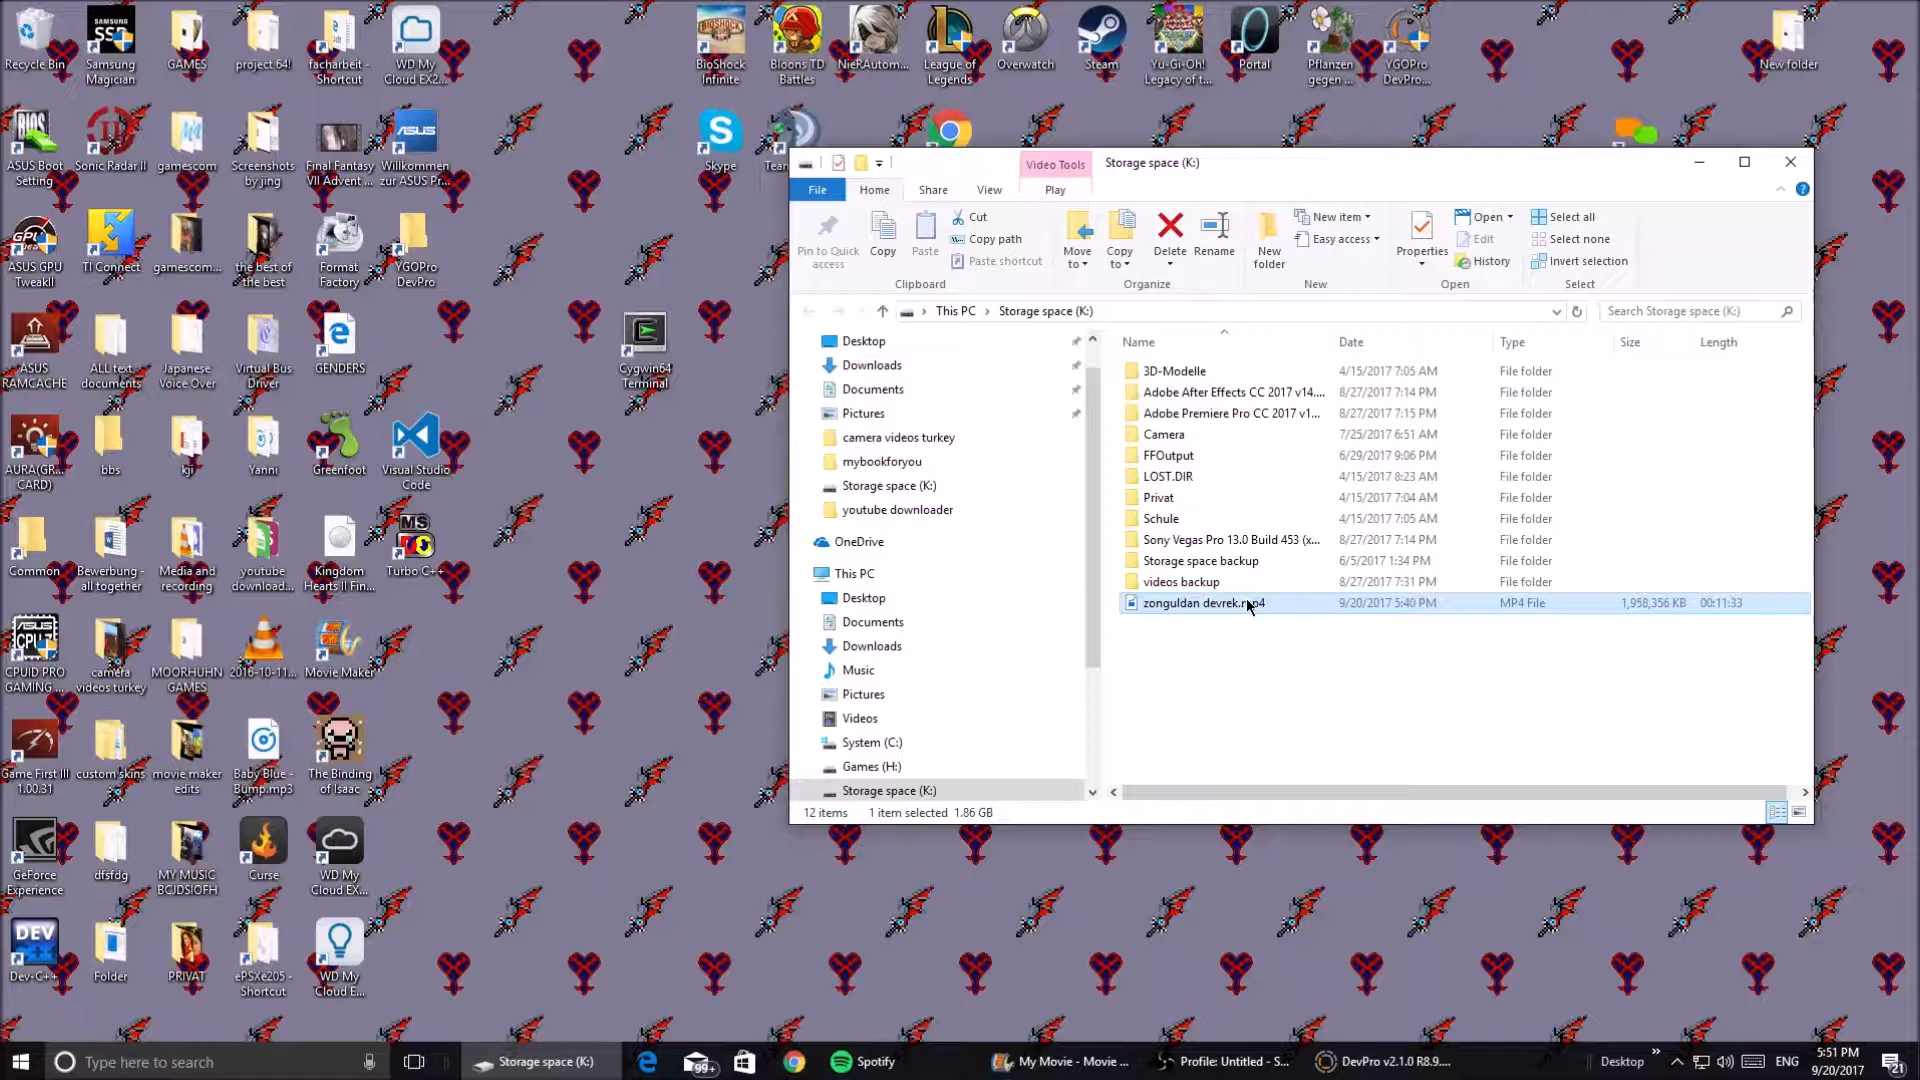 Recycle Bin
Samsung
Magician
GAMES
project 64!
facharbeit -
Shortcut
WD My
Cloud EX2...
BioShock
Infinite
Bloons TD
Battles
NieRAutom...
League of
Legends
Overwatch
Steam
Yu-Gi-Oh!
Legacy of t...
Portal
Pflanzen
gegen ...
YGOPro
DevPro...
New folder
ASUS Boot
Setting
Sonic Radar II
gamescom
Screenshots
by jing
Final Fantasy
VII Advent ...
Willkommen
zur ASUS Pr...
Skype
ASUS GPU
TweakII
TI Connect
gamescom...
the best of
the best
Format
Factory
YGOPro
DevPro
ASUS
RAMCACHE
ALL text
documents
Japanese
Voice Over
Virtual Bus
Driver
GENDERS
Cygwin64
Terminal
AURA(GR...
CARD)
bbs
kji
Yanni
Greenfoot
Visual Studio
Code
Common
Bewerbung -
all together
Media and
recording
youtube
download...
Kingdom
Hearts II Fin...
Turbo C++
CPUID PRO
GAMING ...
camera
videos turkey
MOORHUHN
GAMES
2016-10-11...
Movie Maker
Game First III
1.00.31
custom skins
movie maker
edits
Baby Blue -
Bump.mp3
The Binding
of Isaac
GeForce
Experience
dfsfdg
MY MUSIC
BCJDSIOFH
Curse
WD My
Cloud EX...
Dev-C++
Folder
PRIVAT
ePSXe205 -
Shortcut
WD My
Cloud E...
Video Tools
Storage space (K:)
File
Home
Share
View
Play
Pin to Quick
access
Copy
Paste
Cut
Copy path
Paste shortcut
Clipboard
Move
to
Copy
to
Delete
Rename
Organize
New
folder
New item
Easy access
New
Properties
Open
Edit
History
Open
Select all
Select none
Invert selection
Select
This PC > Storage space (K:)
Search Storage space (K:)
Desktop
Downloads
Documents
Pictures
camera videos turkey
mybookforyou
Storage space (K:)
youtube downloader
OneDrive
This PC
Desktop
Documents
Downloads
Music
Pictures
Videos
System (C:)
Games (H:)
Storage space (K:)
Name Date Type Size Length
3D-Modelle 4/15/2017 7:05 AM File folder
Adobe After Effects CC 2017 v14.... 8/27/2017 7:14 PM File folder
Adobe Premiere Pro CC 2017 v1... 8/27/2017 7:15 PM File folder
Camera 7/25/2017 6:51 AM File folder
FFOutput 6/29/2017 9:06 PM File folder
LOST.DIR 4/15/2017 8:23 AM File folder
Privat 4/15/2017 7:04 AM File folder
Schule 4/15/2017 7:05 AM File folder
Sony Vegas Pro 13.0 Build 453 (x... 8/27/2017 7:14 PM File folder
Storage space backup 6/5/2017 1:34 PM File folder
videos backup 8/27/2017 7:31 PM File folder
zonguldan devrek.mp4 9/20/2017 5:40 PM MP4 File 1,958,356 KB 00:11:33
12 items 1 item selected 1.86 GB
Type here to search
Storage space (K:)
99+
Spotify
My Movie - Movie ...
Profile: Untitled - S...
DevPro v2.1.0 R8.9....
Desktop
ENG
5:51 PM
9/20/2017
21